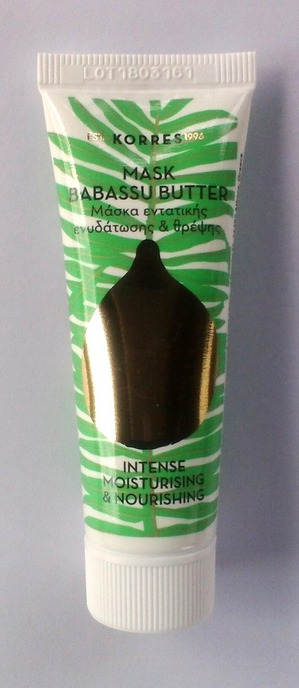 LOT1803161
EST. KORRES 1996
MASK
BABASSU BUTTER
Μάσκα εντατικής
ενυδάτωσης & θρέψης
INTENSE
MOISTURISING
& NOURISHING